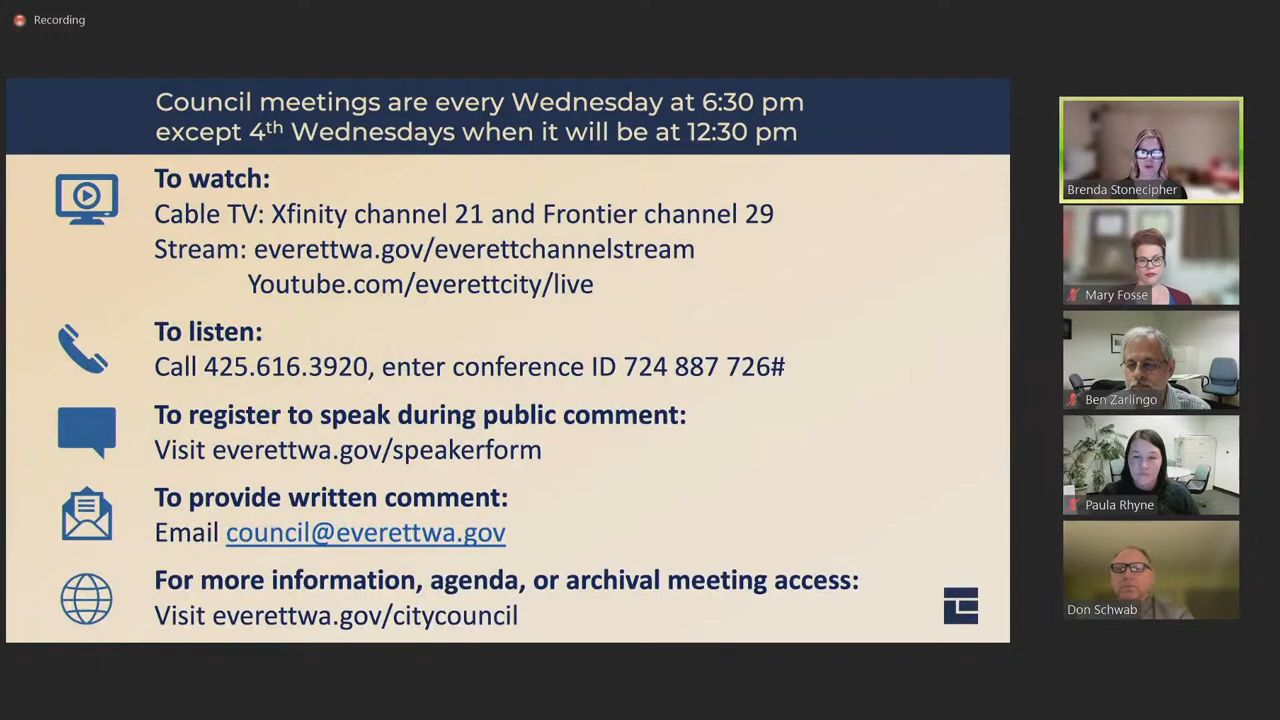 Recording
Council meetings are every Wednesday at 6:30 pm
except 4th Wednesdays when it will be at 12:30 pm
To watch:
Cable TV: Xfinity channel 21 and Frontier channel 29
Stream: everettwa.gov/everettchannelstream
Youtube.com/everettcity/live
To listen:
Call 425.616.3920, enter conference ID 724 887 726#
To register to speak during public comment:
Visit everettwa.gov/speakerform
To provide written comment:
Email council@everettwa.gov
For more information, agenda, or archival meeting access:
Visit everettwa.gov/citycouncil
Brenda Stonecipher
Mary Fosse
Ben Zarlingo
Paula Rhyne
Don Schwab